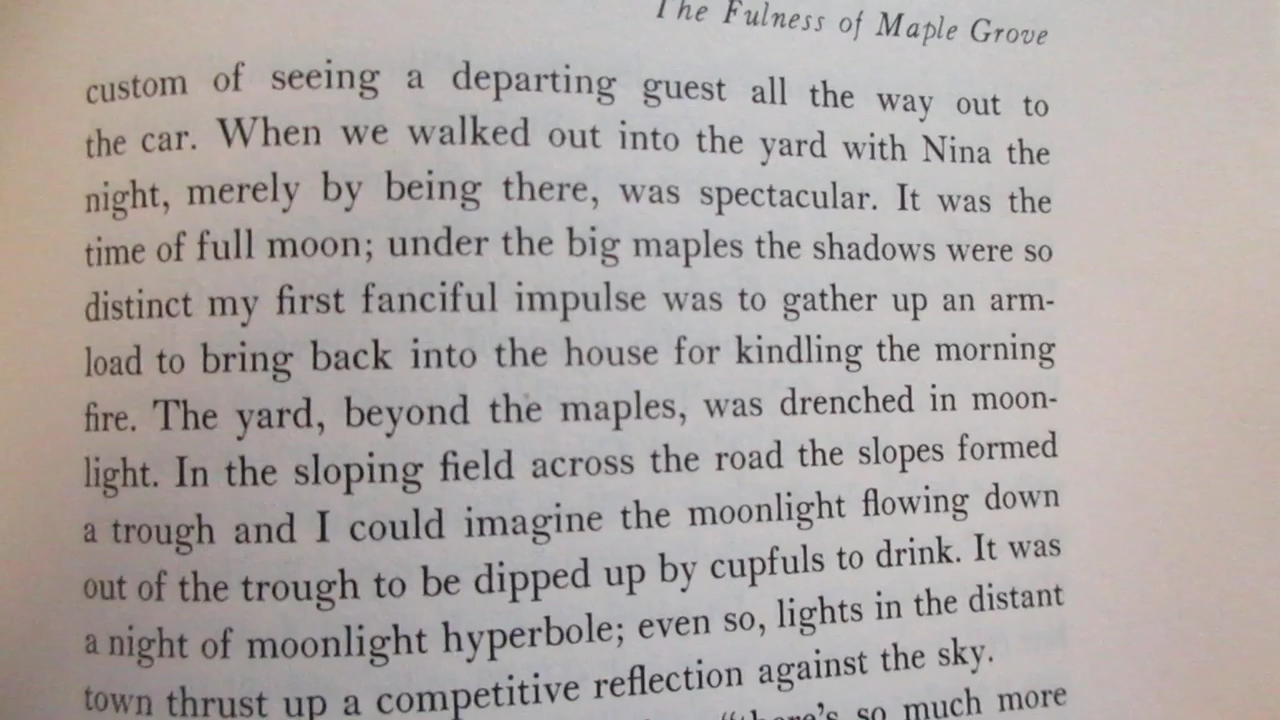 The Fulness of Maple Grove
custom of seeing a departing guest all the way out to
the car. When we walked out into the yard with Nina the
night, merely by being there, was spectacular. It was the
time of full moon; under the big maples the shadows were so
distinct my first fanciful impulse was to gather up an arm-
load to bring back into the house for kindling the morning
fire. The yard, beyond the maples, was drenched in moon-
light. In the sloping field across the road the slopes formed
a trough and I could imagine the moonlight flowing down
out of the trough to be dipped up by cupfuls to drink. It was
a night of moonlight hyperbole; even so, lights in the distant
town thrust up a competitive reflection against the sky.
so much more